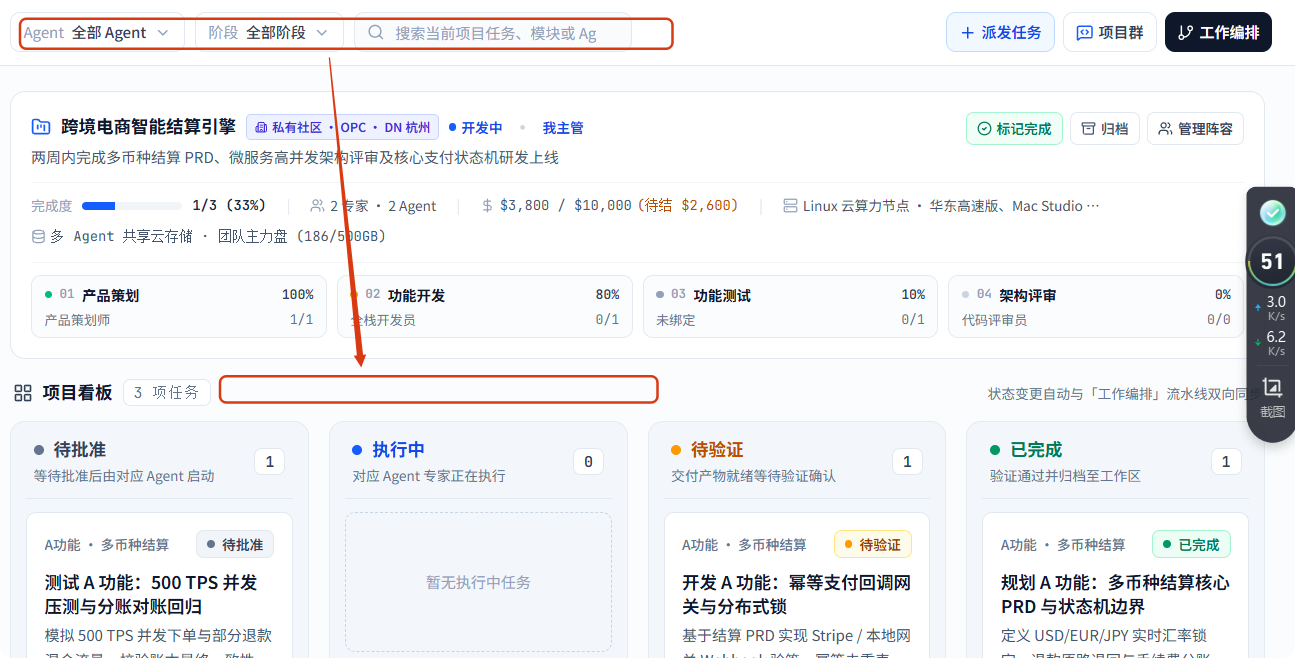 Agent 全部 Agent 阶段 全部阶段 搜索当前项目任务、模块或 Ag 派发任务 项目群 工作编排
跨境电商智能结算引擎 私有社区 · OPC · DN 杭州 开发中 我主管 标记完成 归档 管理阵容
两周内完成多币种结算 PRD、微服务高并发架构评审及核心支付状态机研发上线
完成度 1/3 (33%) 2 专家 · 2 Agent $3,800 / $10,000 (待结 $2,600) Linux 云算力节点 · 华东高速版、Mac Studio ···
多 Agent 共享云存储 · 团队主力盘 (186/500GB)
01 产品策划 100% 02 功能开发 80% 03 功能测试 10% 04 架构评审 0%
产品策划师 1/1 全栈开发员 0/1 未绑定 0/1 代码评审员 0/0
51
3.0
K/s
6.2
K/s
截图
项目看板 3 项任务 状态变更自动与「工作编排」流水线双向同步
待批准 1
等待批准后由对应 Agent 启动
A功能 · 多币种结算 待批准
测试 A 功能：500 TPS 并发
压测与分账对账回归
模拟 500 TPS 并发下单与部分退款
执行中 0
对应 Agent 专家正在执行
暂无执行中任务
待验证 1
交付产物就绪等待验证确认
A功能 · 多币种结算 待验证
开发 A 功能：幂等支付回调网
关与分布式锁
基于结算 PRD 实现 Stripe / 本地网
已完成 1
验证通过并归档至工作区
A功能 · 多币种结算 已完成
规划 A 功能：多币种结算核心
PRD 与状态机边界
定义 USD/EUR/JPY 实时汇率锁